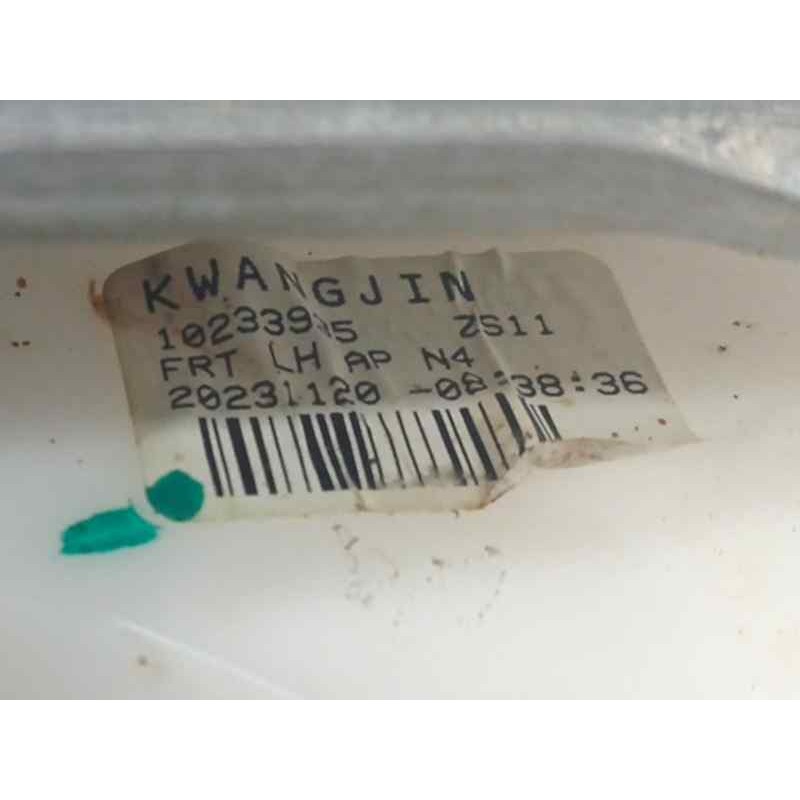 KWANGJIN
ZS11
FRT LH AP N4
20231120 -08:38:36